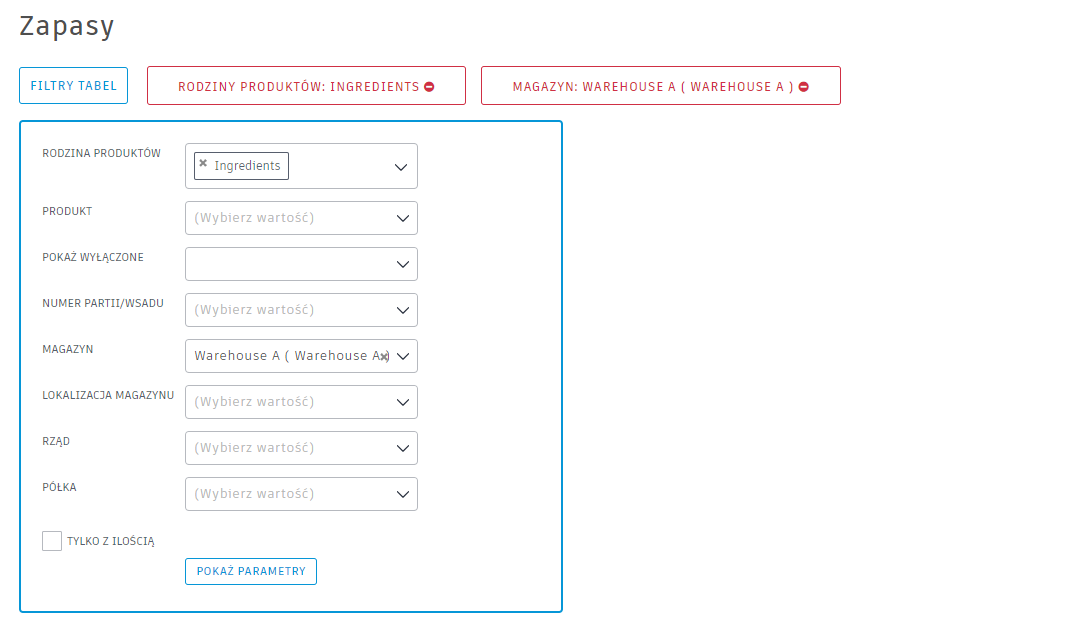 Zapasy
FILTRY TABEL
RODZINY PRODUKTÓW: INGREDIENTS
MAGAZYN: WAREHOUSE A ( WAREHOUSE A )
RODZINA PRODUKTÓW
Ingredients
PRODUKT
(Wybierz wartość)
POKAŻ WYŁĄCZONE
NUMER PARTII/WSADU
(Wybierz wartość)
MAGAZYN
Warehouse A ( Warehouse A )
LOKALIZACJA MAGAZYNU
(Wybierz wartość)
RZĄD
(Wybierz wartość)
PÓŁKA
(Wybierz wartość)
TYLKO Z ILOŚCIĄ
POKAŻ PARAMETRY